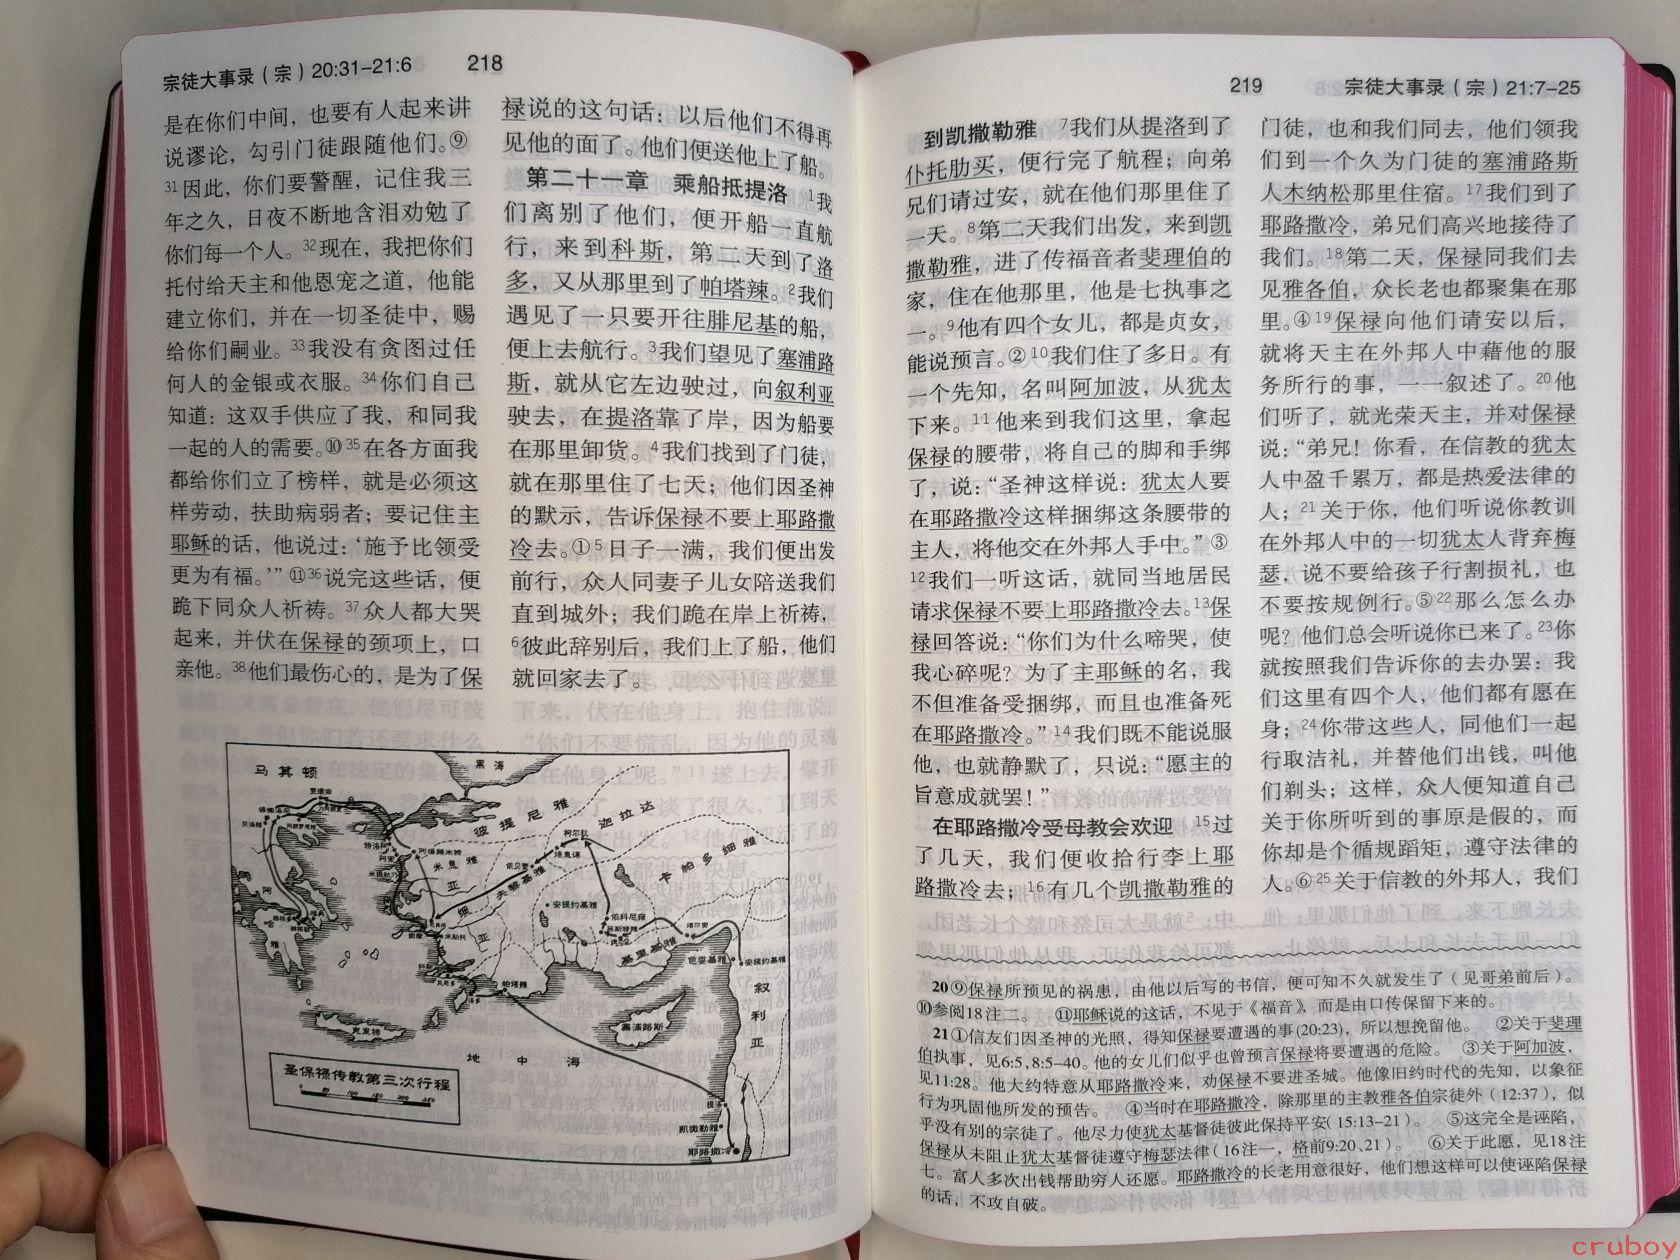 宗徒大事录（宗）20:31-21:6
218
是在你们中间，也要有人起来讲
说谬论，勾引门徒跟随他们。⑨
31因此，你们要警醒，记住我三
年之久，日夜不断地含泪劝勉了
你们每一个人。32现在，我把你们
托付给天主和他恩宠之道，他能
建立你们，并在一切圣徒中，赐
给你们嗣业。33我没有贪图过任
何人的金银或衣服。34你们自己
知道：这双手供应了我，和同我
一起的人的需要。⑩35在各方面我
都给你们立了榜样，就是必须这
样劳动，扶助病弱者；要记住主
耶稣的话，他说过：‘施予比领受
更为有福。’”⑪36说完这些话，便
跪下同众人祈祷。37众人都大哭
起来，并伏在保禄的颈项上，口
亲他。38他们最伤心的，是为了保
禄说的这句话：以后他们不得再
见他的面了。他们便送他上了船。
第二十一章 乘船抵提洛 1我
们离别了他们，便开船一直航
行，来到科斯，第二天到了洛
多，又从那里到了帕塔辣。2我们
遇见了一只要开往腓尼基的船，
便上去航行。3我们望见了塞浦路
斯，就从它左边驶过，向叙利亚
驶去，在提洛靠了岸，因为船要
在那里卸货。4我们找到了门徒，
就在那里住了七天；他们因圣神
的默示，告诉保禄不要上耶路撒
冷去。①5日子一满，我们便出发
前行，众人同妻子儿女陪送我们
直到城外；我们跪在岸上祈祷，
6彼此辞别后，我们上了船，他们
就回家去了。
马其顿
黑海
彼提尼雅
迦拉达
米息雅
夫黎基雅
卡帕多细雅
安提约基雅
依科尼雍
基里基雅
安提约基雅
帕塔辣
塞浦路斯
叙利亚
克里特
地中海
圣保禄传教第三次行程
提洛
凯撒勒雅
耶路撒冷
219
宗徒大事录（宗）21:7-25
到凯撒勒雅 7我们从提洛到了
仆托肋买，便行完了航程；向弟
兄们请过安，就在他们那里住了
一天。8第二天我们出发，来到凯
撒勒雅，进了传福音者斐理伯的
家，住在他那里，他是七执事之
一。9他有四个女儿，都是贞女，
能说预言。②10我们住了多日。有
一个先知，名叫阿加波，从犹太
下来。11他来到我们这里，拿起
保禄的腰带，将自己的脚和手绑
了，说：“圣神这样说：犹太人要
在耶路撒冷这样捆绑这条腰带的
主人，将他交在外邦人手中。”③
12我们一听这话，就同当地居民
请求保禄不要上耶路撒冷去。13保
禄回答说：“你们为什么啼哭，使
我心碎呢？为了主耶稣的名，我
不但准备受捆绑，而且也准备死
在耶路撒冷。”14我们既不能说服
他，也就静默了，只说：“愿主的
旨意成就罢！”
在耶路撒冷受母教会欢迎 15过
了几天，我们便收拾行李上耶
路撒冷去；16有几个凯撒勒雅的
门徒，也和我们同去，他们领我
们到一个久为门徒的塞浦路斯
人木纳松那里住宿。17我们到了
耶路撒冷，弟兄们高兴地接待了
我们。18第二天，保禄同我们去
见雅各伯，众长老也都聚集在那
里。④19保禄向他们请安以后，
就将天主在外邦人中藉他的服
务所行的事，一一叙述了。20他
们听了，就光荣天主，并对保禄
说：“弟兄！你看，在信教的犹太
人中盈千累万，都是热爱法律的
人；21关于你，他们听说你教训
在外邦人中的一切犹太人背弃梅
瑟，说不要给孩子行割损礼，也
不要按规例行。⑤22那么怎么办
呢？他们总会听说你已来了。23你
就按照我们告诉你的去办罢：我
们这里有四个人，他们都有愿在
身；24你带这些人，同他们一起
行取洁礼，并替他们出钱，叫他
们剃头；这样，众人便知道自己
关于你所听到的事原是假的，而
你却是个循规蹈矩，遵守法律的
人。⑥25关于信教的外邦人，我们
20⑨保禄所预见的祸患，由他以后写的书信，便可知不久就发生了（见哥弟前后）。
⑩参阅18注二。 ⑪耶稣说的这话，不见于《福音》而是由口传保留下来的。
21①信友们因圣神的光照，得知保禄要遭遇的事(20:23)，所以想挽留他。 ②关于斐理
伯执事，见6:5,8:5-40。他的女儿们似乎也曾预言保禄将要遭遇的危险。 ③关于阿加波，
见11:28。他大约特意从耶路撒冷来，劝保禄不要进圣城。他像旧约时代的先知，以象征
行为巩固他所发的预告。 ④当时在耶路撒冷，除那里的主教雅各伯宗徒外（12:37），似
乎没有别的宗徒了。他尽力使犹太基督徒彼此保持平安(15:13-21)。 ⑤这完全是诬陷，
保禄从未阻止犹太基督徒遵守梅瑟法律（16注一，格前9:20、21）。 ⑥关于此愿，见18注
七。富人多次出钱帮助穷人还愿。耶路撒冷的长老用意很好，他们想这样可以使诬陷保禄
的话，不攻自破。
cruboy